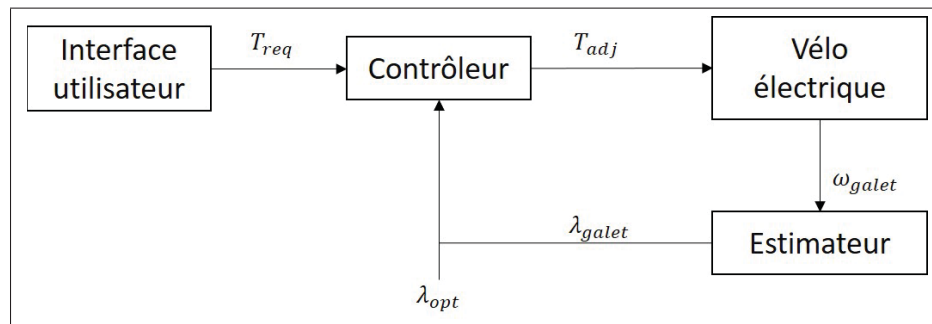 Interface
utilisateur
T_req
Contrôleur
T_adj
Vélo
électrique
ω_galet
λ_galet
Estimateur
λ_opt